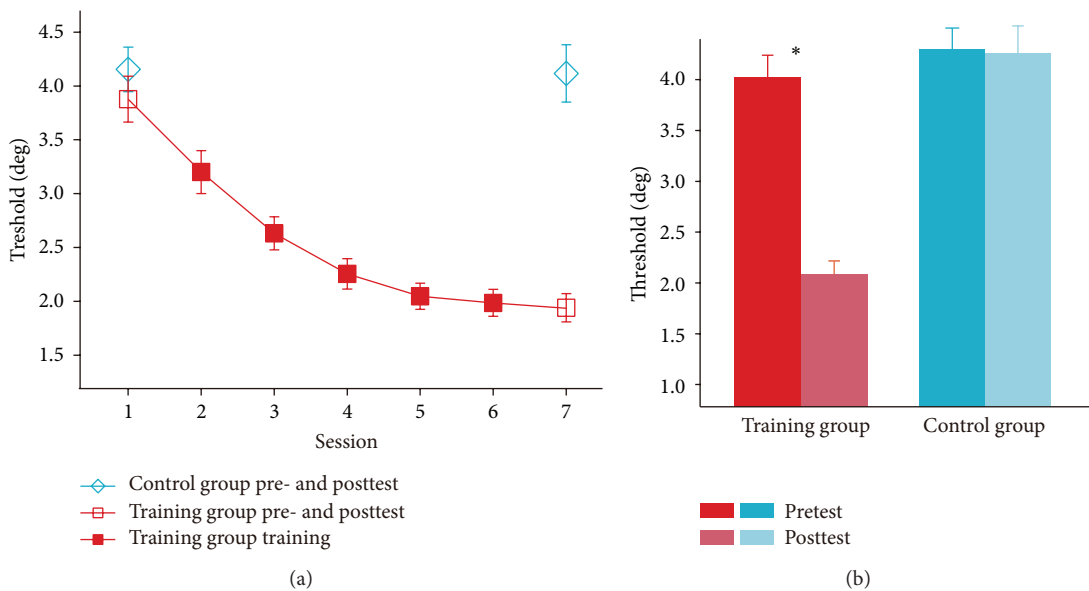 4.5
4.0
3.5
3.0
2.5
2.0
1.5
Treshold (deg)
1 2 3 4 5 6 7
Session
Control group pre- and posttest
Training group pre- and posttest
Training group training
(a)
*
4.0
3.5
4.0
3.0
2.5
2.0
1.0
Threshold (deg)
Training group Control group
Pretest
Posttest
(b)